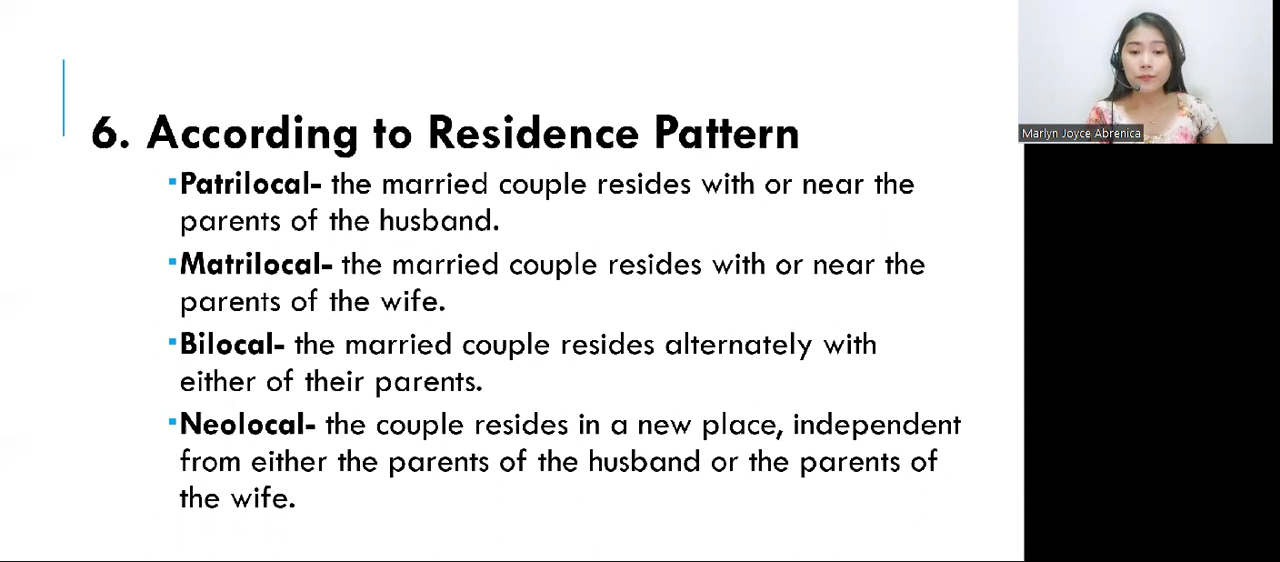 6. According to Residence Pattern
▪Patrilocal- the married couple resides with or near the
parents of the husband.
▪Matrilocal- the married couple resides with or near the
parents of the wife.
▪Bilocal- the married couple resides alternately with
either of their parents.
▪Neolocal- the couple resides in a new place, independent
from either the parents of the husband or the parents of
the wife.
Marlyn Joyce Abrenica